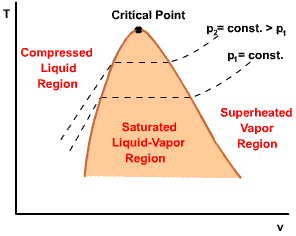 T
Critical Point
p2= const. > p1
Compressed
Liquid
Region
p1= const.
Saturated
Liquid-Vapor
Region
Superheated
Vapor
Region
v